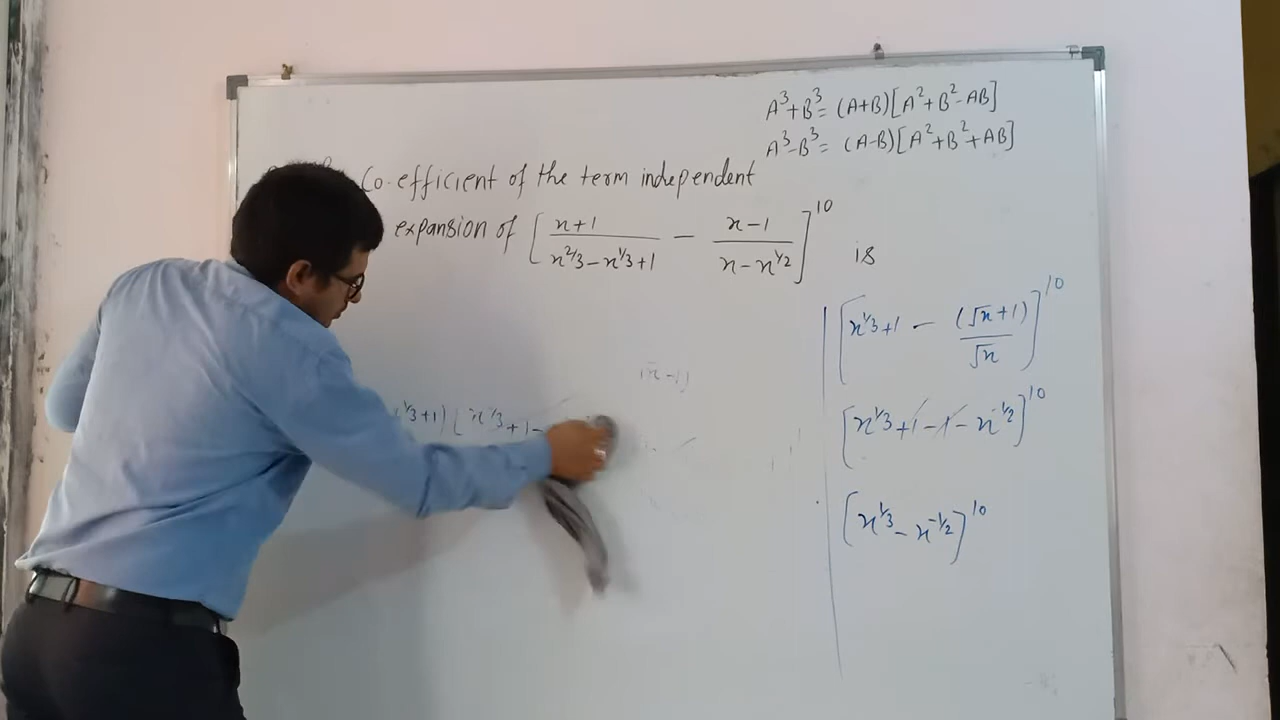 A³+B³= (A+B)[A²+B²-AB]
A³-B³= (A-B)[A²+B²+AB]
Co-efficient of the term independent
expansion of [(x+1)/(x^2/3-x^1/3+1) - (x-1)/(x-x^1/2)]^10 is
[x^1/3+1 - (√x+1)/√x]^10
[x^1/3+1-1-x^-1/2]^10
[x^1/3-x^-1/2]^10